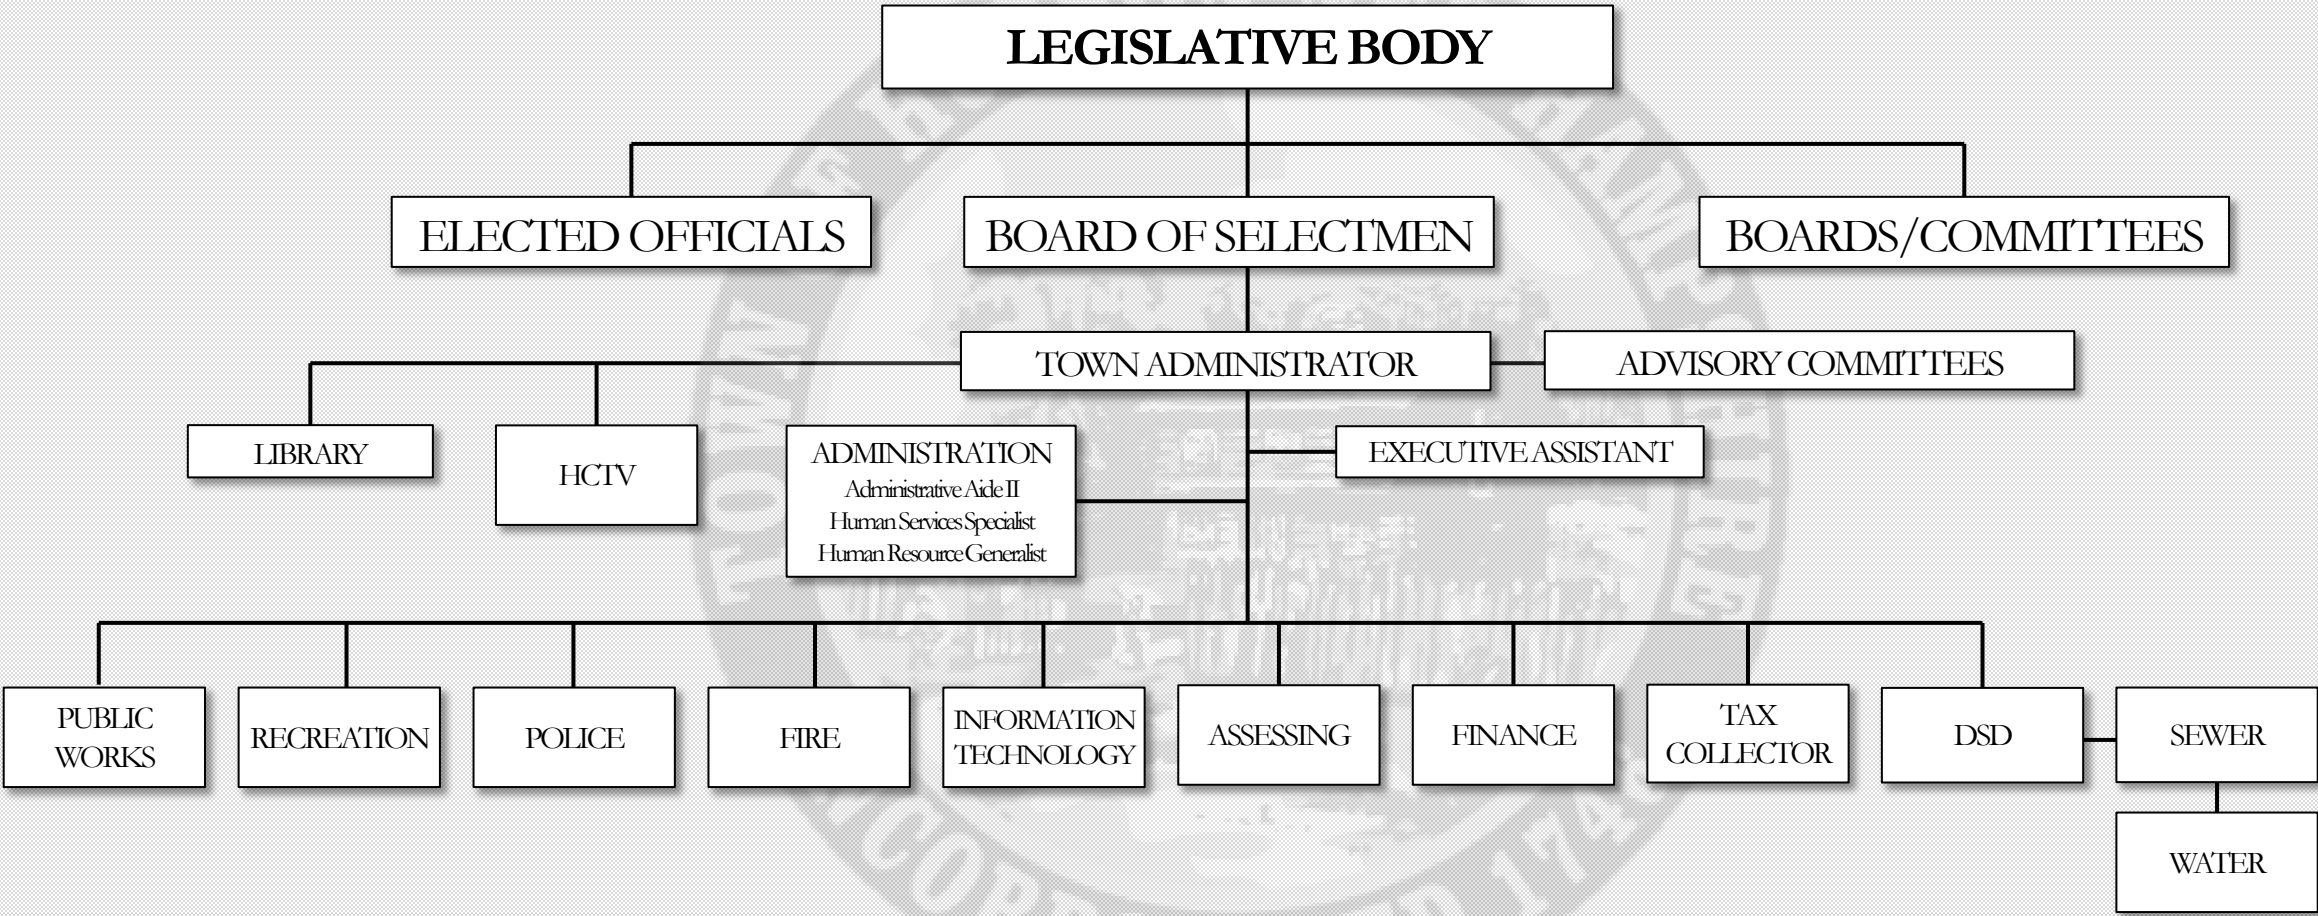 LEGISLATIVE BODY
ELECTED OFFICIALS
BOARD OF SELECTMEN
BOARDS/COMMITTEES
TOWN ADMINISTRATOR
ADVISORY COMMITTEES
LIBRARY
HCTV
ADMINISTRATION
Administrative Aide II
Human Services Specialist
Human Resource Generalist
EXECUTIVE ASSISTANT
PUBLIC
WORKS
RECREATION
POLICE
FIRE
INFORMATION
TECHNOLOGY
ASSESSING
FINANCE
TAX
COLLECTOR
DSD
SEWER
WATER
TOWN